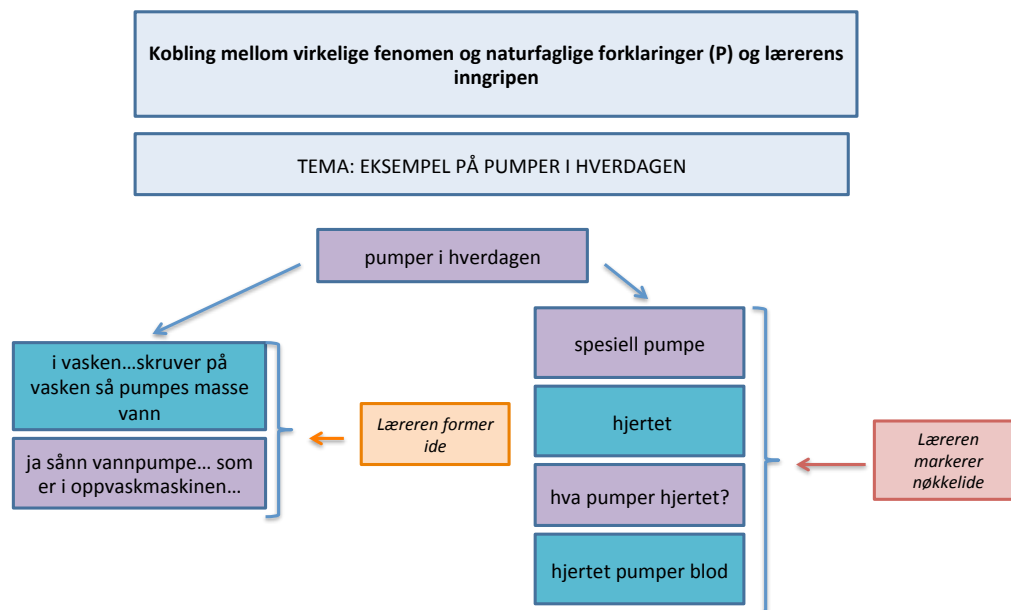 Kobling mellom virkelige fenomen og naturfaglige forklaringer (P) og lærerens
inngripen
TEMA: EKSEMPEL PÅ PUMPER I HVERDAGEN
pumper i hverdagen
i vasken...skruver på
vasken så pumpes masse
vann
ja sånn vannpumpe... som
er i oppvaskmaskinen...
Læreren former
ide
spesiell pumpe
hjertet
hva pumper hjertet?
hjertet pumper blod
Læreren
markerer
nøkkelide